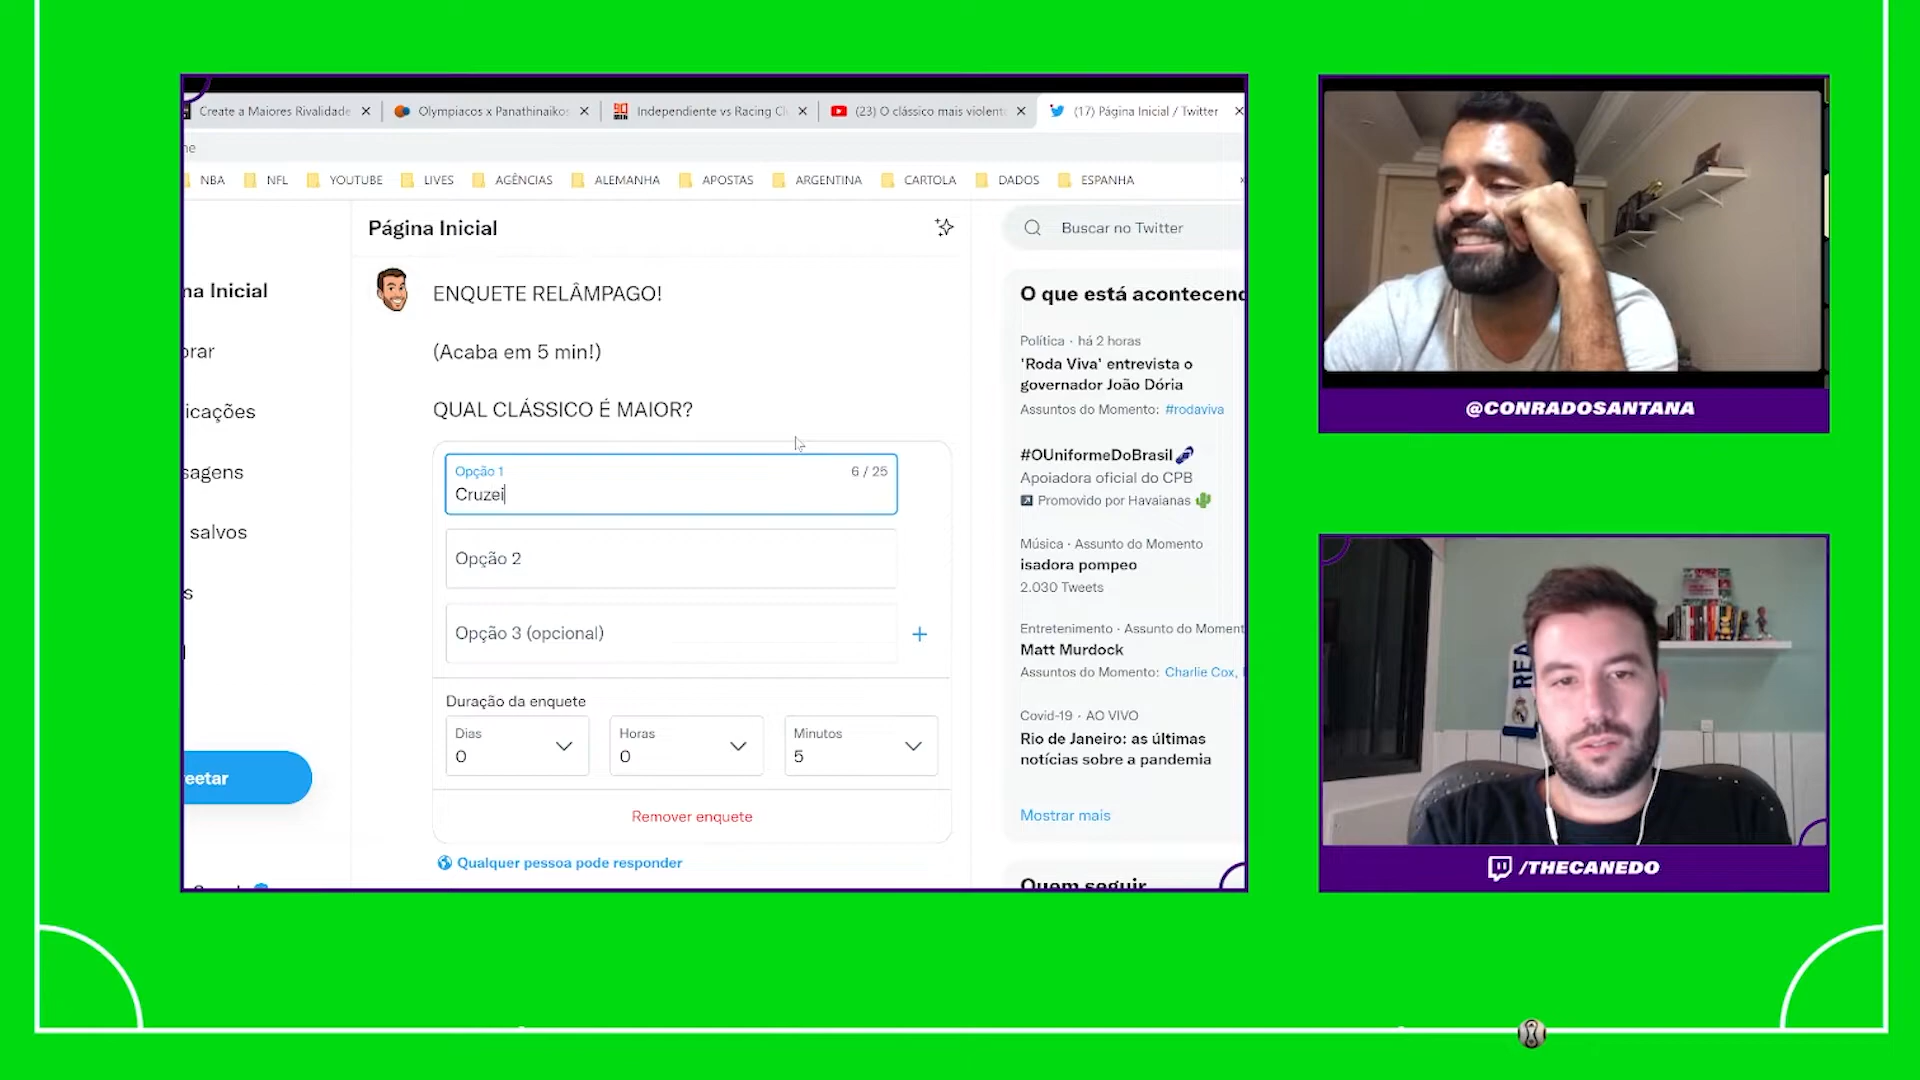 Create a Maiores Rivalidade
Olympiacos x Panathinaikos
Independiente vs Racing Cl
(23) O clássico mais violent
(17) Página Inicial / Twitter
ne
NBA
NFL
YOUTUBE
LIVES
AGÊNCIAS
ALEMANHA
APOSTAS
ARGENTINA
CARTOLA
DADOS
ESPANHA
na Inicial
orar
icações
sagens
salvos
s
eetar
Página Inicial
ENQUETE RELÂMPAGO!
(Acaba em 5 min!)
QUAL CLÁSSICO É MAIOR?
Opção 1
6 / 25
Cruzei
Opção 2
Opção 3 (opcional)
+
Duração da enquete
Dias
0
Horas
0
Minutos
5
Remover enquete
Qualquer pessoa pode responder
Buscar no Twitter
O que está acontecend
Política · há 2 horas
'Roda Viva' entrevista o
governador João Dória
Assuntos do Momento: #rodaviva
#OUniformeDoBrasil
Apoiadora oficial do CPB
Promovido por Havaianas
Música · Assunto do Momento
isadora pompeo
2.030 Tweets
Entretenimento · Assunto do Moment
Matt Murdock
Assuntos do Momento: Charlie Cox,
Covid-19 · AO VIVO
Rio de Janeiro: as últimas
notícias sobre a pandemia
Mostrar mais
Quem seguir
@CONRADOSANTANA
REA
/THECANEDO